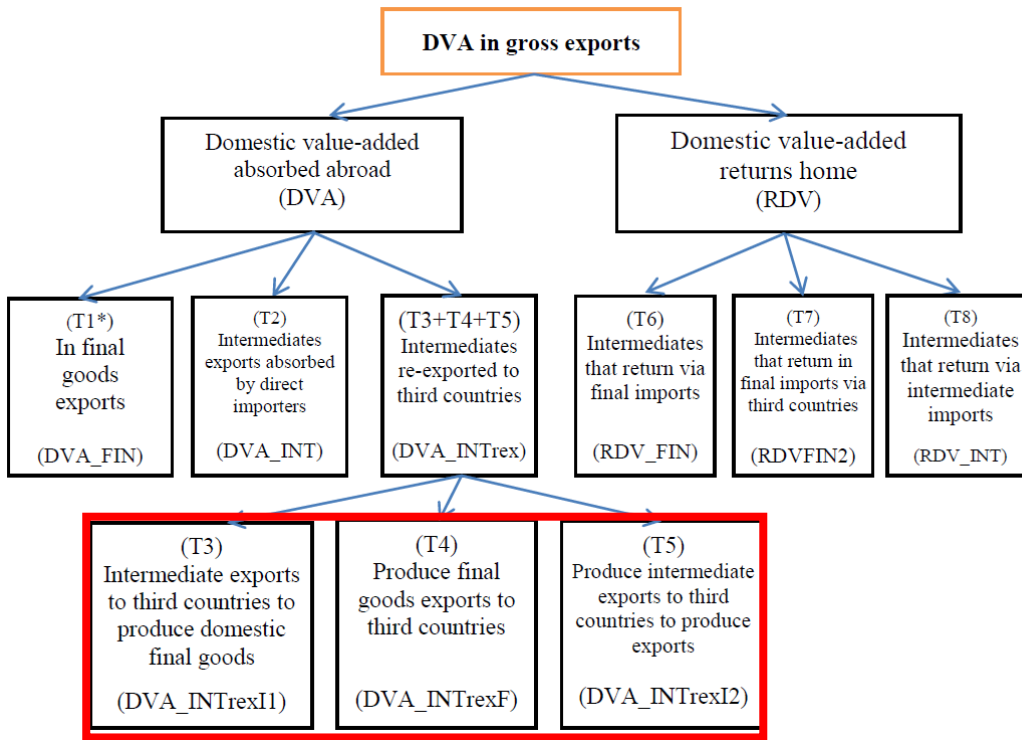 DVA in gross exports
Domestic value-added
absorbed abroad
(DVA)
Domestic value-added
returns home
(RDV)
(T1*)
In final
goods
exports
(DVA_FIN)
(T2)
Intermediates
exports absorbed
by direct
importers
(DVA_INT)
(T3+T4+T5)
Intermediates
re-exported to
third countries
(DVA_INTrex)
(T6)
Intermediates
that return via
final imports
(RDV_FIN)
(T7)
Intermediates
that return in
final imports via
third countries
(RDVFIN2)
(T8)
Intermediates
that return via
intermediate
imports
(RDV_INT)
(T3)
Intermediate exports
to third countries to
produce domestic
final goods
(DVA_INTrexI1)
(T4)
Produce final
goods exports to
third countries
(DVA_INTrexF)
(T5)
Produce intermediate
exports to third
countries to produce
exports
(DVA_INTrexI2)